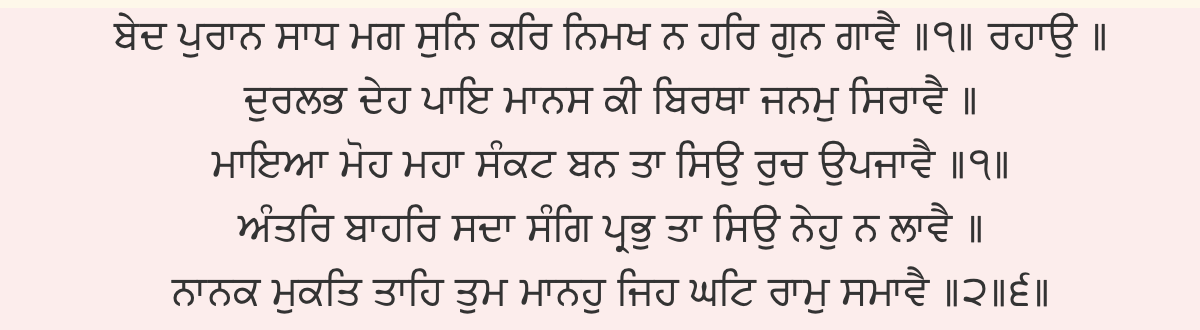 ਬੇਦ ਪੁਰਾਨ ਸਾਧ ਮਗ ਸੁਨਿ ਕਰਿ ਨਿਮਖ ਨ ਹਰਿ ਗੁਨ ਗਾਵੈ ॥੧॥ ਰਹਾਉ ॥
ਦੁਰਲਭ ਦੇਹ ਪਾਇ ਮਾਨਸ ਕੀ ਬਿਰਥਾ ਜਨਮੁ ਸਿਰਾਵੈ ॥
ਮਾਇਆ ਮੋਹ ਮਹਾ ਸੰਕਟ ਬਨ ਤਾ ਸਿਉ ਰੁਚ ਉਪਜਾਵੈ ॥੧॥
ਅੰਤਰਿ ਬਾਹਰਿ ਸਦਾ ਸੰਗਿ ਪ੍ਰਭੁ ਤਾ ਸਿਉ ਨੇਹੁ ਨ ਲਾਵੈ ॥
ਨਾਨਕ ਮੁਕਤਿ ਤਾਹਿ ਤੁਮ ਮਾਨਹੁ ਜਿਹ ਘਟਿ ਰਾਮੁ ਸਮਾਵੈ ॥੨॥੬॥